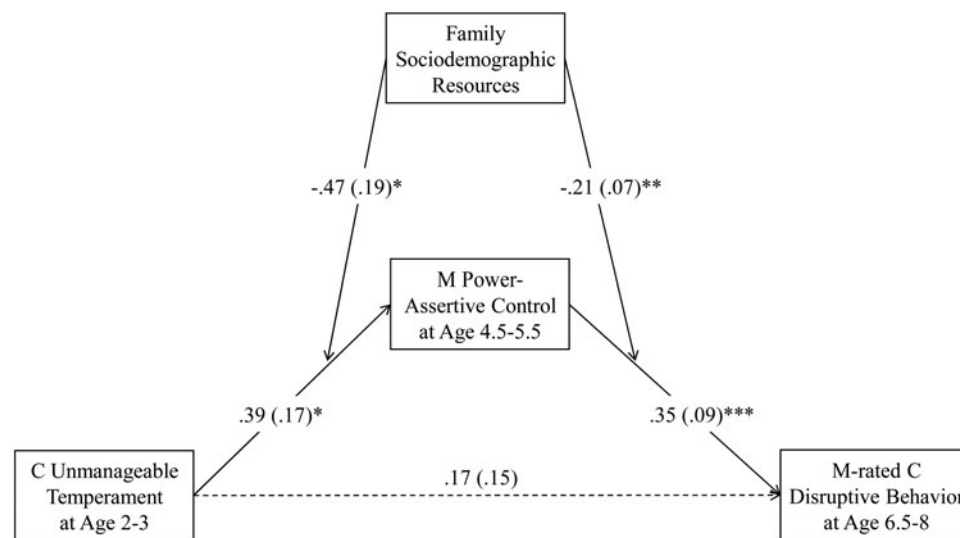 Family
Sociodemographic
Resources
-.47 (.19)*
-.21 (.07)**
M Power-
Assertive Control
at Age 4.5-5.5
.39 (.17)*
.35 (.09)***
C Unmanageable
Temperament
at Age 2-3
.17 (.15)
M-rated C
Disruptive Behavior
at Age 6.5-8